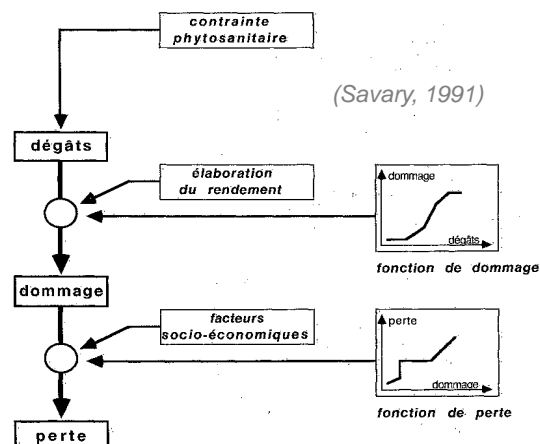 contrainte
phytosanitaire
(Savary, 1991)
dégâts
élaboration
du rendement
dommage
dégâts
fonction de dommage
dommage
facteurs
socio-économiques
perte
dommage
fonction de perte
perte